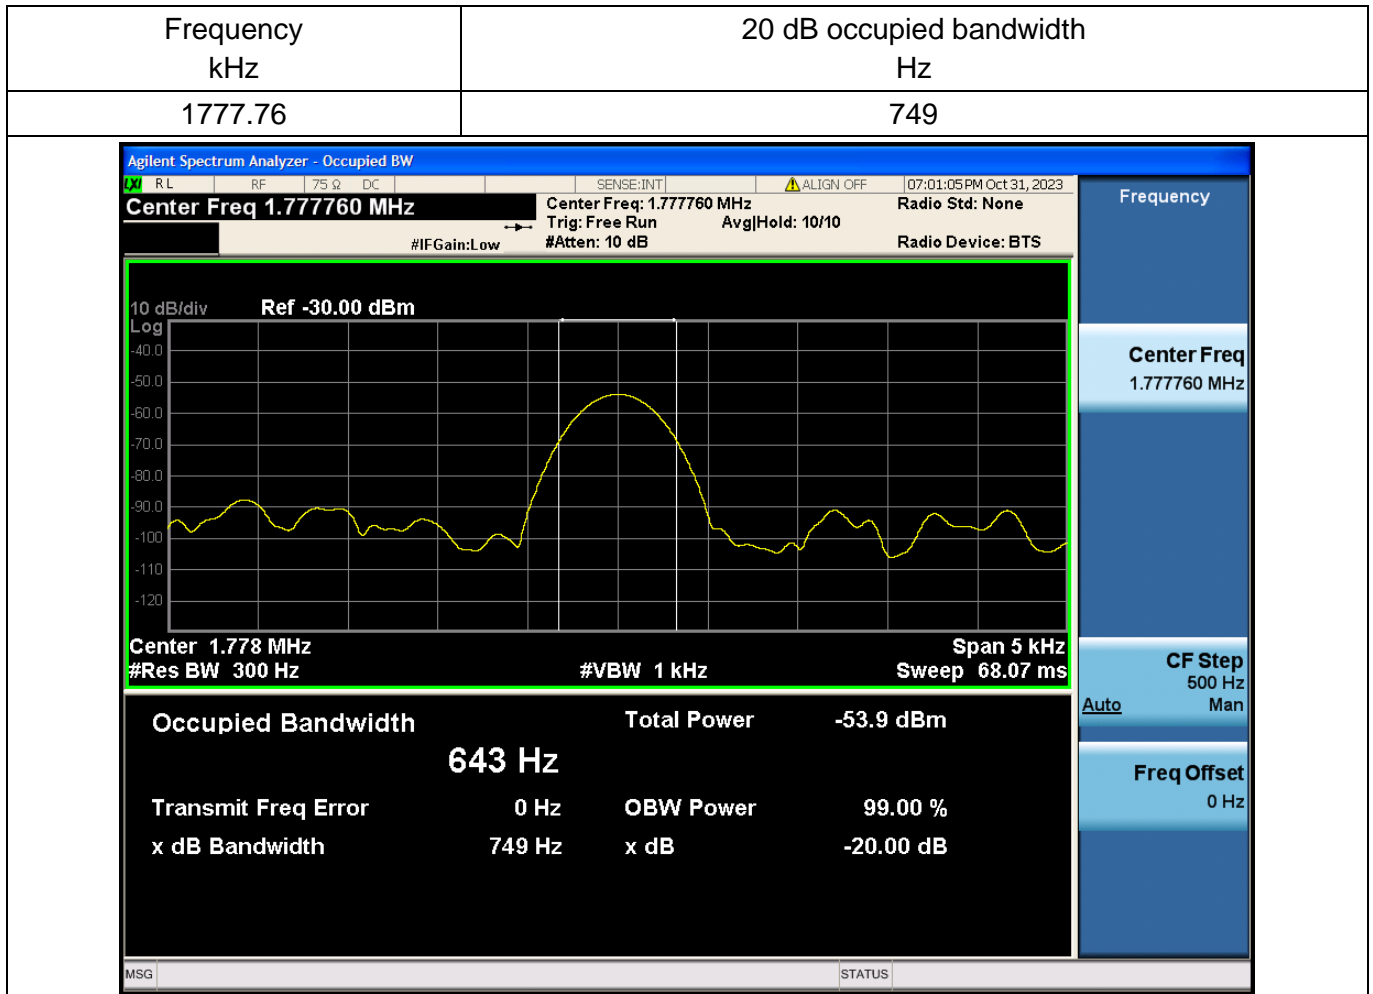 Frequency
kHz
20 dB occupied bandwidth
Hz
1777.76
749
Agilent Spectrum Analyzer - Occupied BW
LXI RL RF 75 Ω DC SENSE:INT ALIGN OFF 07:01:05 PM Oct 31, 2023
Center Freq 1.777760 MHz
Center Freq: 1.777760 MHz
Radio Std: None
Trig: Free Run Avg|Hold: 10/10
#IFGain:Low
#Atten: 10 dB
Radio Device: BTS
10 dB/div Ref -30.00 dBm
Log
-40.0
-50.0
-60.0
-70.0
-80.0
-90.0
-100
-110
-120
Center 1.778 MHz Span 5 kHz
#Res BW 300 Hz #VBW 1 kHz Sweep 68.07 ms
Occupied Bandwidth Total Power -53.9 dBm
643 Hz
Transmit Freq Error 0 Hz OBW Power 99.00 %
x dB Bandwidth 749 Hz x dB -20.00 dB
Frequency
Center Freq
1.777760 MHz
CF Step
500 Hz
Auto Man
Freq Offset
0 Hz
MSG STATUS